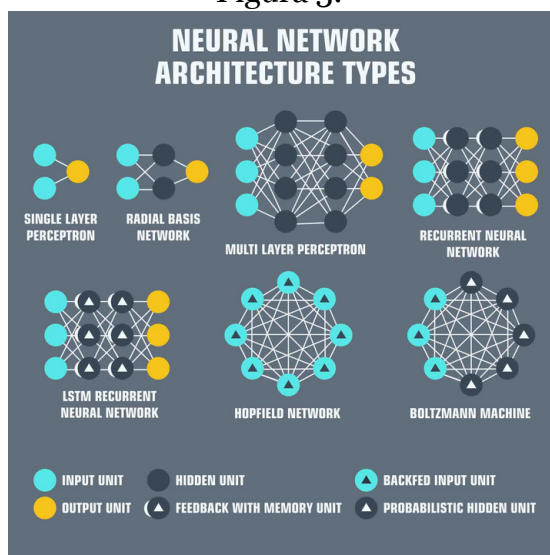 Figura 3.
NEURAL NETWORK
ARCHITECTURE TYPES
SINGLE LAYER
PERCEPTRON
RADIAL BASIS
NETWORK
MULTI LAYER PERCEPTRON
RECURRENT NEURAL
NETWORK
LSTM RECURRENT
NEURAL NETWORK
HOPFIELD NETWORK
BOLTZMANN MACHINE
INPUT UNIT
HIDDEN UNIT
BACKFED INPUT UNIT
OUTPUT UNIT
FEEDBACK WITH MEMORY UNIT
PROBABILISTIC HIDDEN UNIT